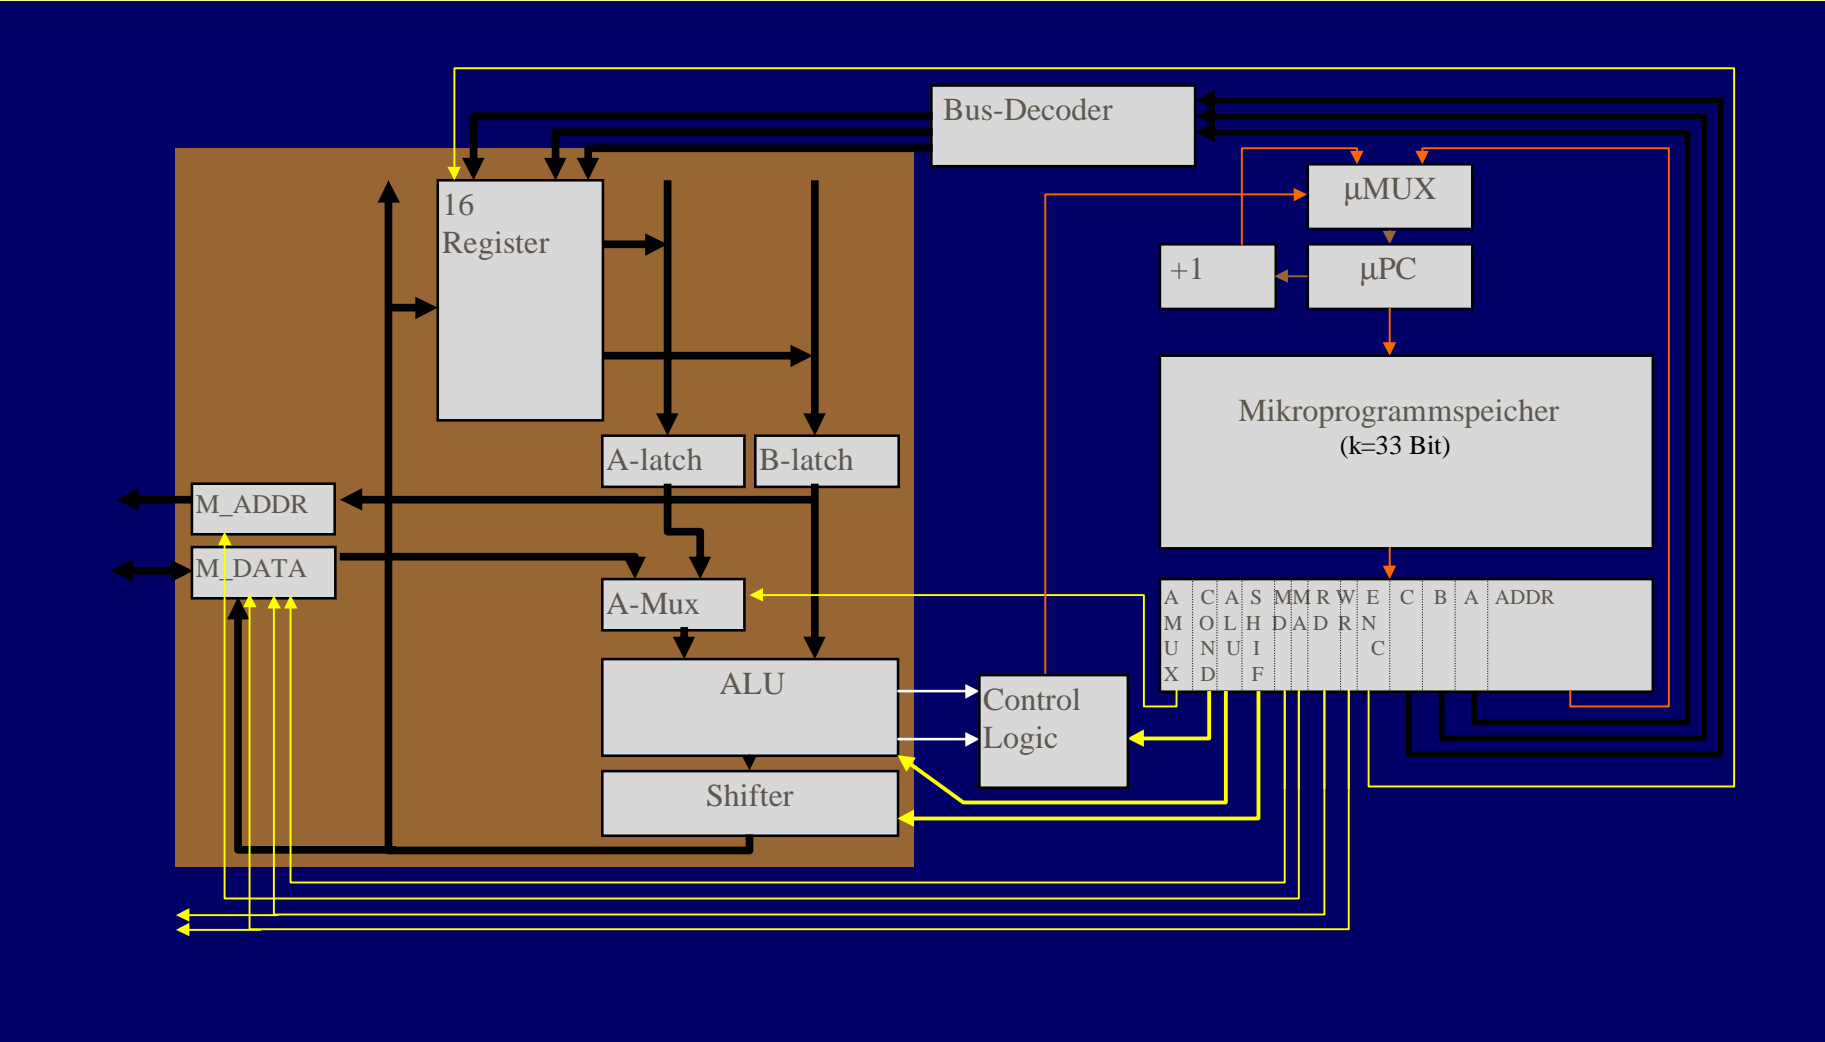 Bus-Decoder
µMUX
16
Register
+1
µPC
Mikroprogrammspeicher
(k=33 Bit)
A-latch
B-latch
M_ADDR
M_DATA
A-Mux
A C A S M M R W E C B A ADDR
M O L H D A D R N
U N U I C
X D F
ALU
Control
Logic
Shifter